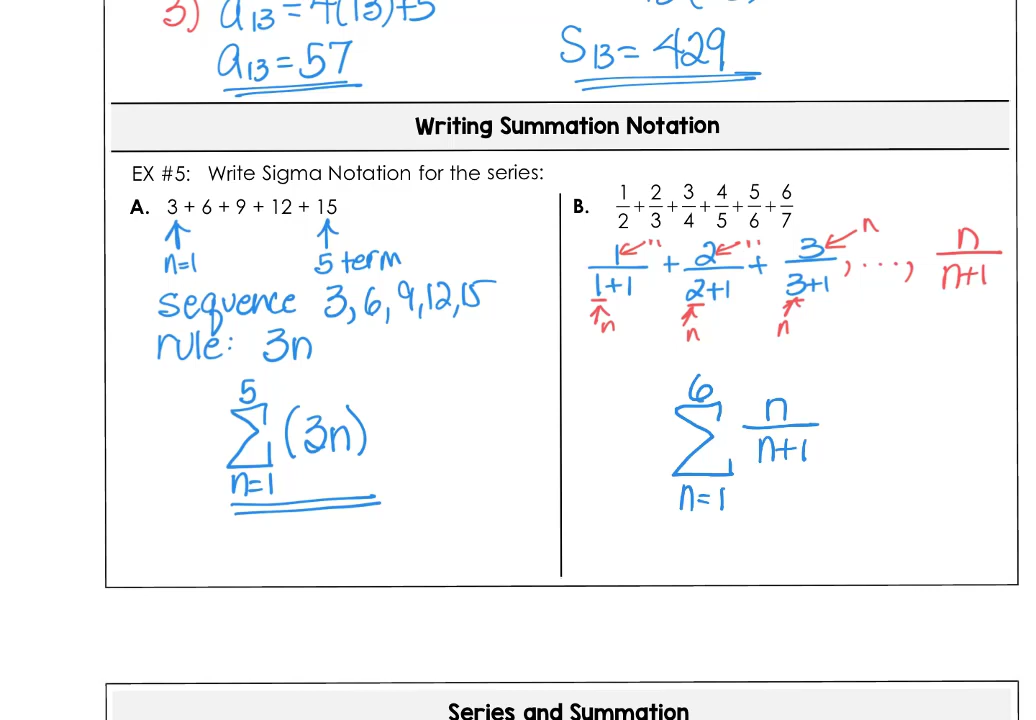 3) a₁₃ = 4(13)+5
a₁₃ = 57
S₁₃ = 429
Writing Summation Notation
EX #5: Write Sigma Notation for the series:
A. 3 + 6 + 9 + 12 + 15
n=1 5 term
sequence 3, 6, 9, 12, 15
rule: 3n
5
∑ (3n)
n=1
B. 1/2 + 2/3 + 3/4 + 4/5 + 5/6 + 6/7
1/(1+1) + 2/(2+1) + 3/(3+1), ..., n/(n+1)
n
" "
n n n
6
∑ n/(n+1)
n=1
Series and Summation